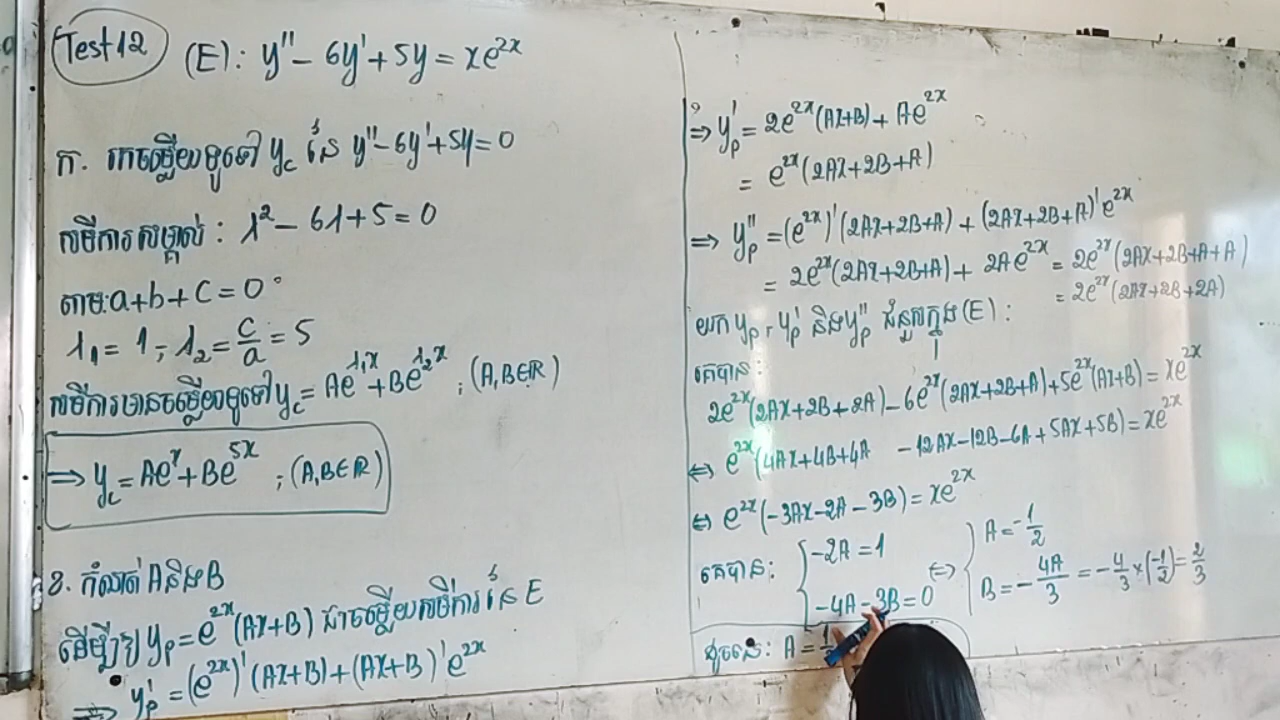 Test 12
(E): y'' - 6y' + 5y = xe^{2x}
ក. រកចម្លើយទូទៅ y_c នៃ y'' - 6y' + 5y = 0
សមីការសម្គាល់: λ² - 6λ + 5 = 0
តាម: a + b + c = 0
λ₁ = 1, λ₂ = c/a = 5
សមីការមានចម្លើយទូទៅ y_c = Ae^{λ₁x} + Be^{λ₂x} ; (A,B∈ℝ)
⇒ y_c = Ae^x + Be^{5x} ; (A,B∈ℝ)
ខ. កំណត់ A និង B
ដើម្បីឱ្យ y_p = e^{2x}(Ax+B) ជាចម្លើយសមីការនៃ E
⇒ y'_p = (e^{2x})'(Ax+B) + (Ax+B)'e^{2x}
⇒ y'_p = 2e^{2x}(Ax+B) + Ae^{2x}
= e^{2x}(2Ax+2B+A)
⇒ y''_p = (e^{2x})'(2Ax+2B+A) + (2Ax+2B+A)'e^{2x}
= 2e^{2x}(2Ax+2B+A) + 2Ae^{2x} = 2e^{2x}(2Ax+2B+A+A)
= 2e^{2x}(2Ax+2B+2A)
យក y_p, y'_p និង y''_p ជំនួសក្នុង (E):
គេបាន:
2e^{2x}(2Ax+2B+2A) - 6e^{2x}(2Ax+2B+A) + 5e^{2x}(Ax+B) = xe^{2x}
⇔ e^{2x}(4Ax+4B+4A - 12Ax - 12B - 6A + 5Ax + 5B) = xe^{2x}
⇔ e^{2x}(-3Ax - 2A - 3B) = xe^{2x}
គេបាន: { -2A = 1 ⇔ { A = -1/2
-4A - 3B = 0 B = -4A/3 = -4/3 × (-1/2) = 2/3
ដូចនេះ: A =